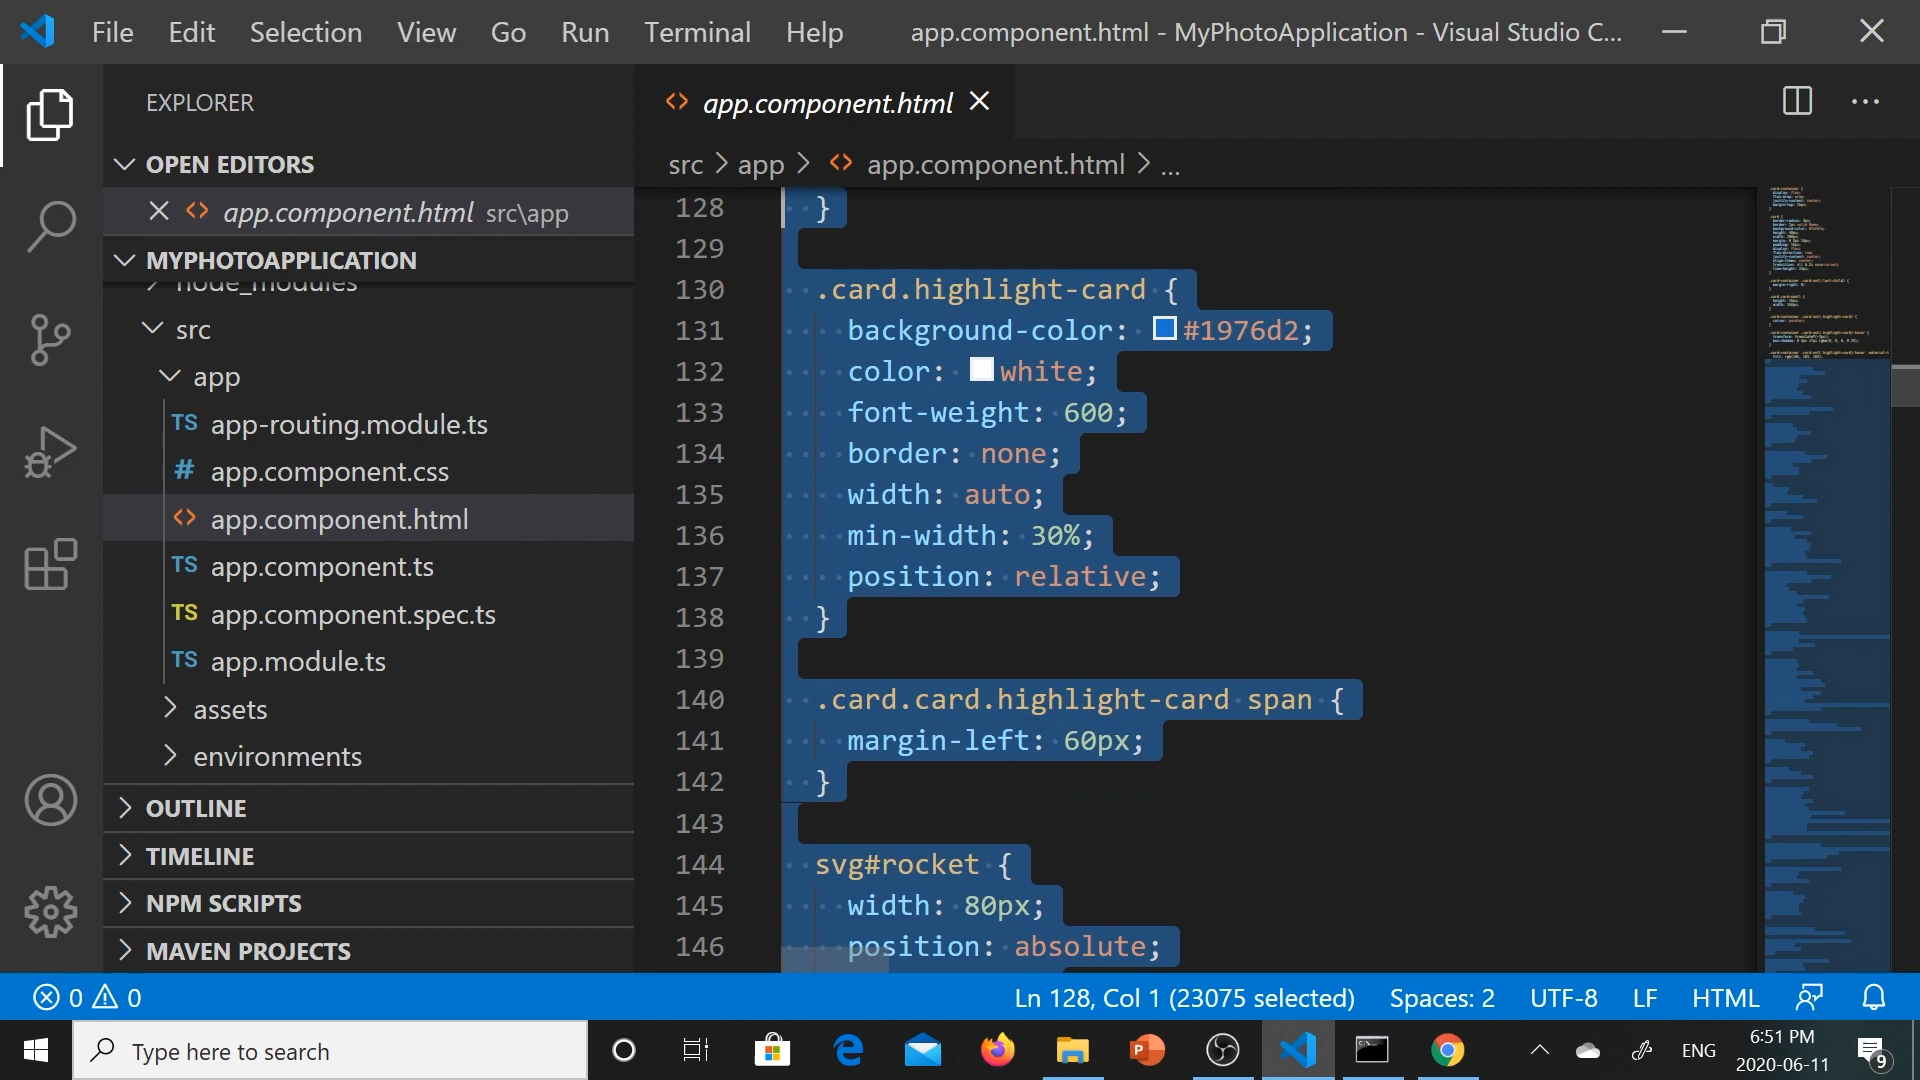 File Edit Selection View Go Run Terminal Help app.component.html - MyPhotoApplication - Visual Studio C...
EXPLORER
OPEN EDITORS
app.component.html src\app
MYPHOTOAPPLICATION
node_modules
src
app
TS app-routing.module.ts
# app.component.css
<> app.component.html
TS app.component.ts
TS app.component.spec.ts
TS app.module.ts
assets
environments
OUTLINE
TIMELINE
NPM SCRIPTS
MAVEN PROJECTS
<> app.component.html
src > app > <> app.component.html > ...
128 }
129
130 .card.highlight-card {
131 background-color: #1976d2;
132 color: white;
133 font-weight: 600;
134 border: none;
135 width: auto;
136 min-width: 30%;
137 position: relative;
138 }
139
140 .card.card.highlight-card span {
141 margin-left: 60px;
142 }
143
144 svg#rocket {
145 width: 80px;
146 position: absolute;
0 0 Ln 128, Col 1 (23075 selected) Spaces: 2 UTF-8 LF HTML
Type here to search
ENG
6:51 PM
2020-06-11
9